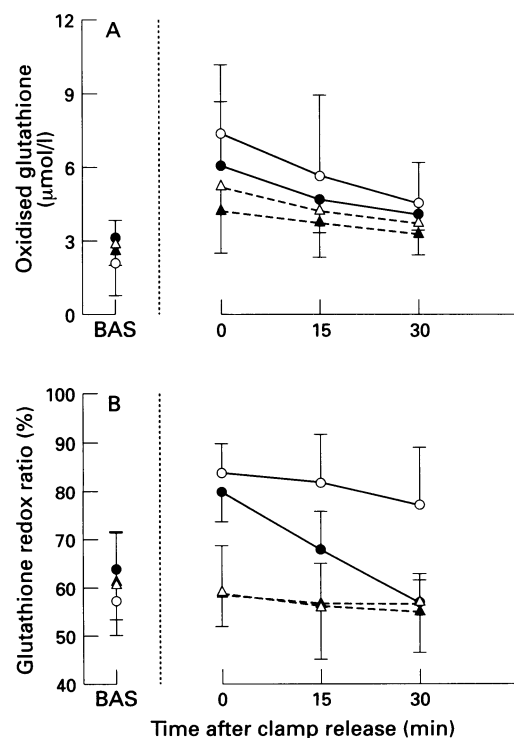 A
Oxidised glutathione
(μmol/l)
12
9
6
3
0
BAS
0
15
30
B
Glutathione redox ratio (%)
100
90
80
70
60
50
40
BAS
0
15
30
Time after clamp release (min)